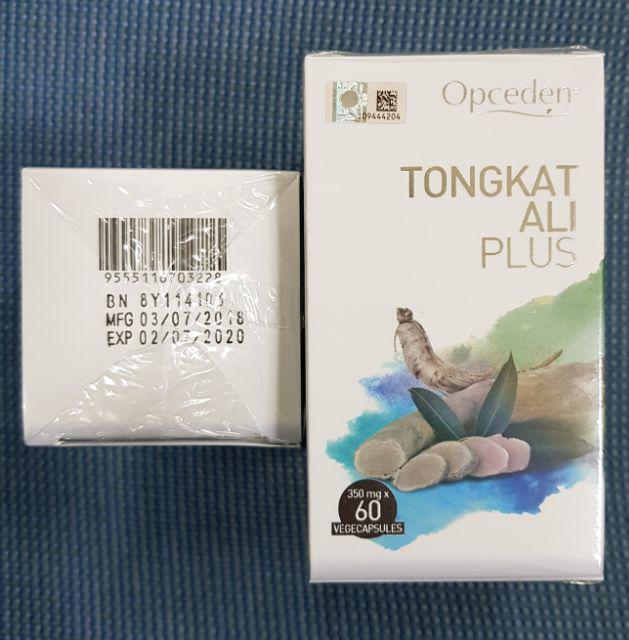 9555116703228
BN 8Y114103
MFG 03/07/2018
EXP 02/07/2020
09444204
Opceden®
TONGKAT
ALI
PLUS
350 mg x
60
VEGECAPSULES